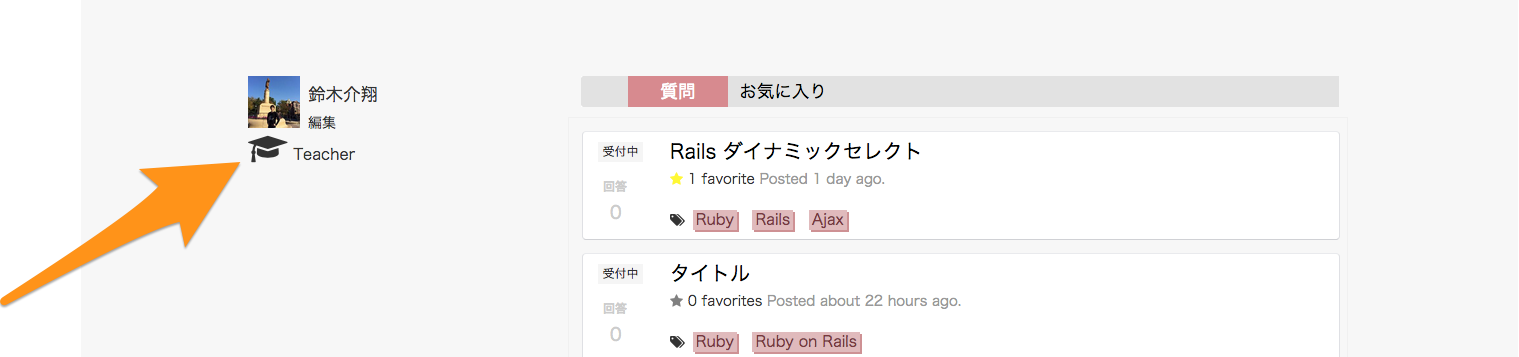 鈴木介翔
編集
Teacher
質問 お気に入り
受付中 Rails ダイナミックセレクト
1 favorite Posted 1 day ago.
回答
0
Ruby Rails Ajax
受付中 タイトル
0 favorites Posted about 22 hours ago.
回答
0
Ruby Ruby on Rails